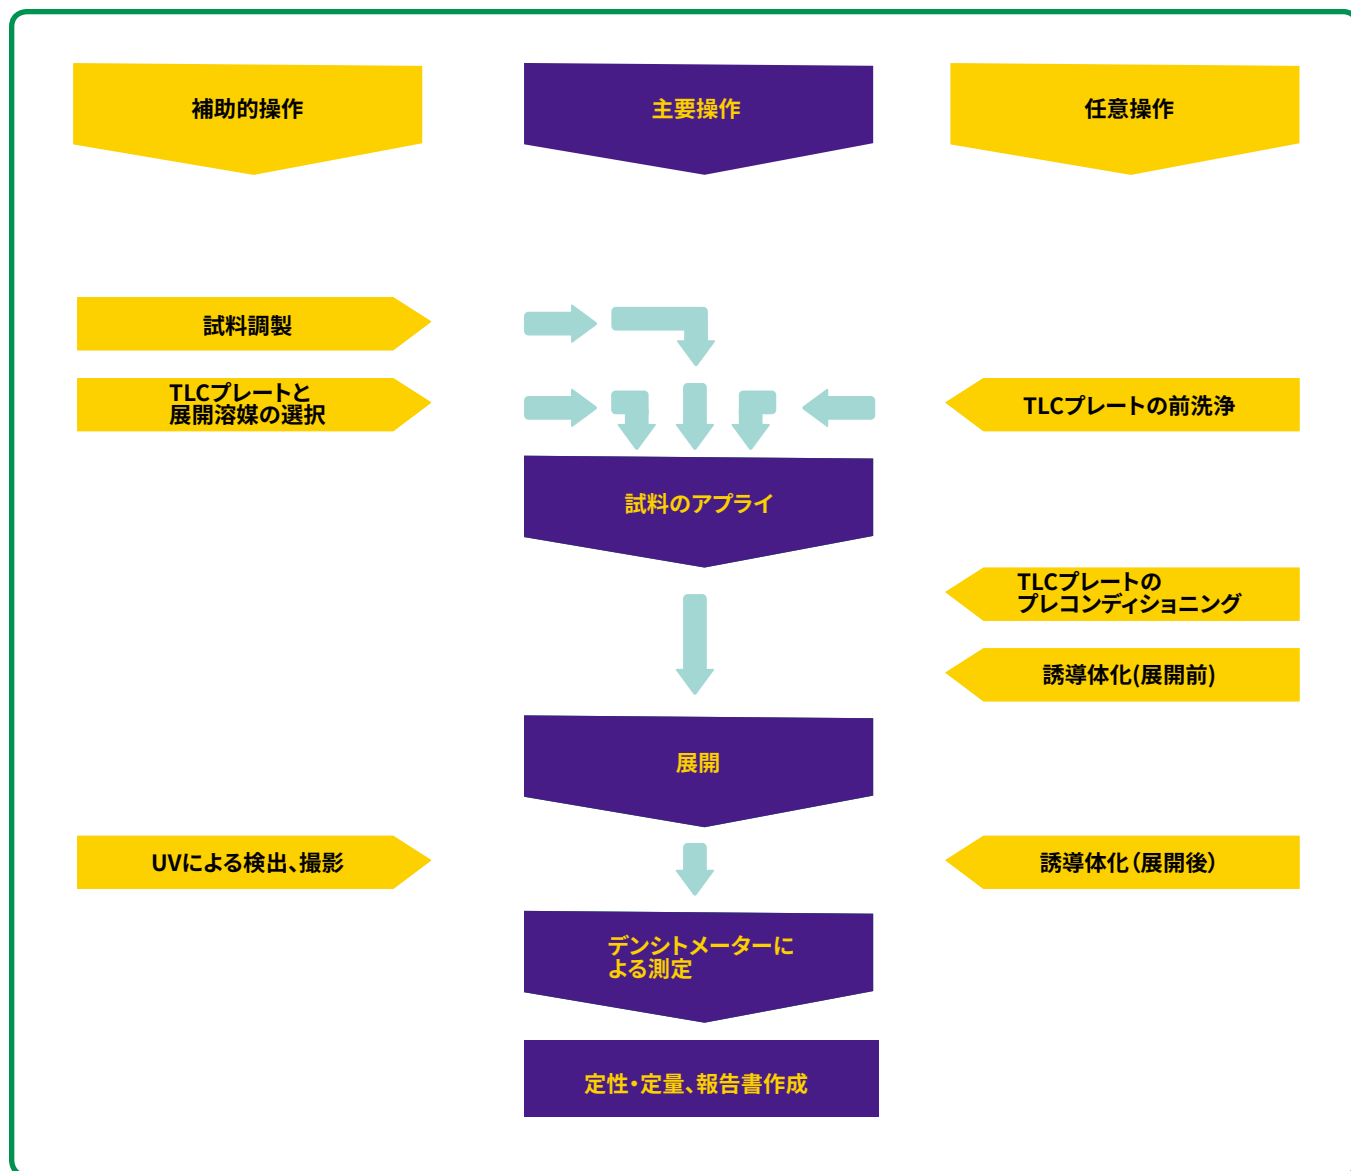 補助的操作
主要操作
任意操作
試料調製
TLCプレートと
展開溶媒の選択
TLCプレートの前洗浄
試料のアプライ
TLCプレートの
プレコンディショニング
誘導体化(展開前)
展開
UVによる検出、撮影
誘導体化（展開後）
デンシトメーターに
よる測定
定性・定量、報告書作成